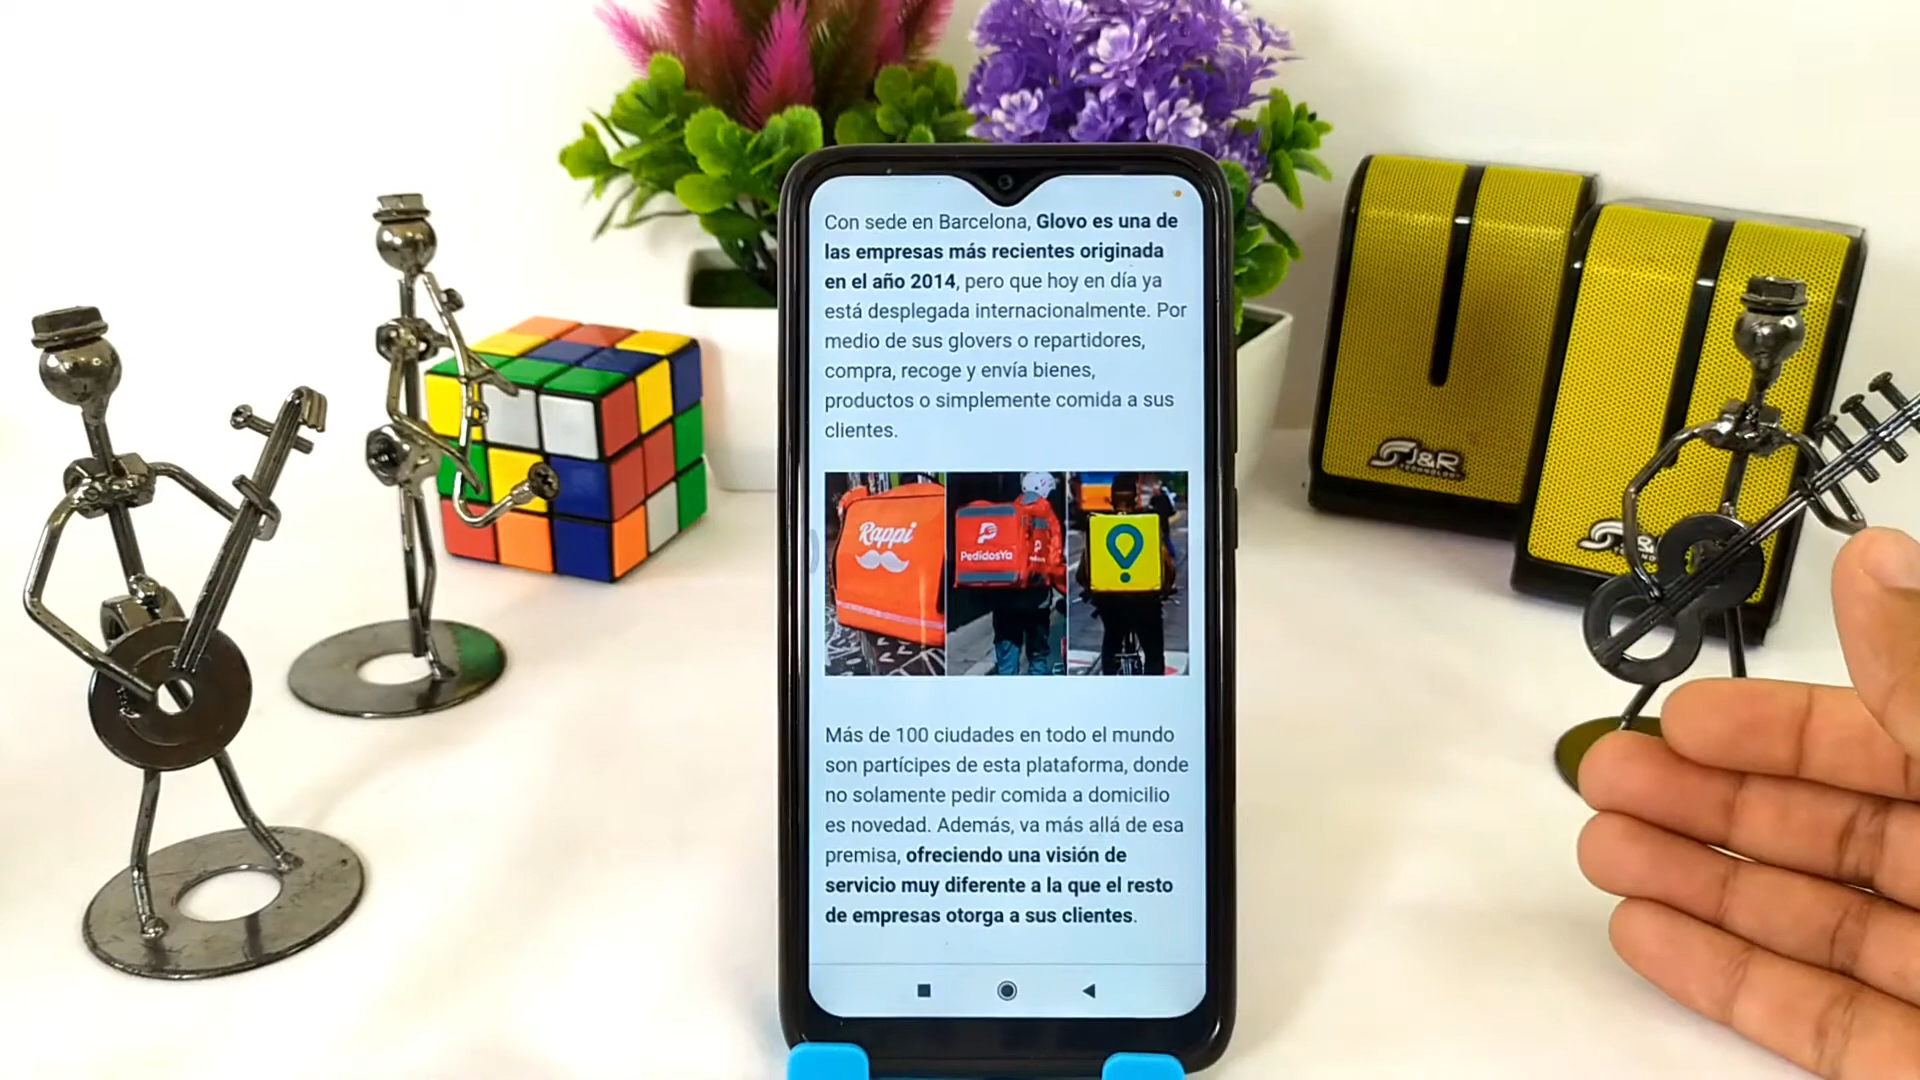 Con sede en Barcelona, Glovo es una de
las empresas más recientes originada
en el año 2014, pero que hoy en día ya
está desplegada internacionalmente. Por
medio de sus glovers o repartidores,
compra, recoge y envía bienes,
productos o simplemente comida a sus
clientes.
Rappi
PedidosYa
Más de 100 ciudades en todo el mundo
son partícipes de esta plataforma, donde
no solamente pedir comida a domicilio
es novedad. Además, va más allá de esa
premisa, ofreciendo una visión de
servicio muy diferente a la que el resto
de empresas otorga a sus clientes.
J&R
TECHNOLOGY